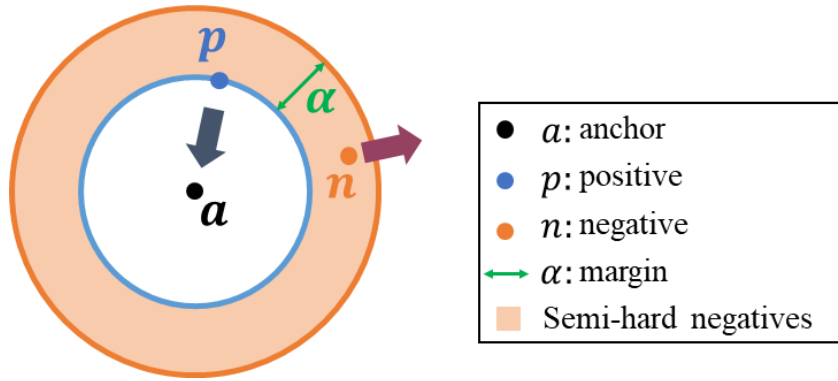 p
α
n
a
a: anchor
p: positive
n: negative
α: margin
Semi-hard negatives